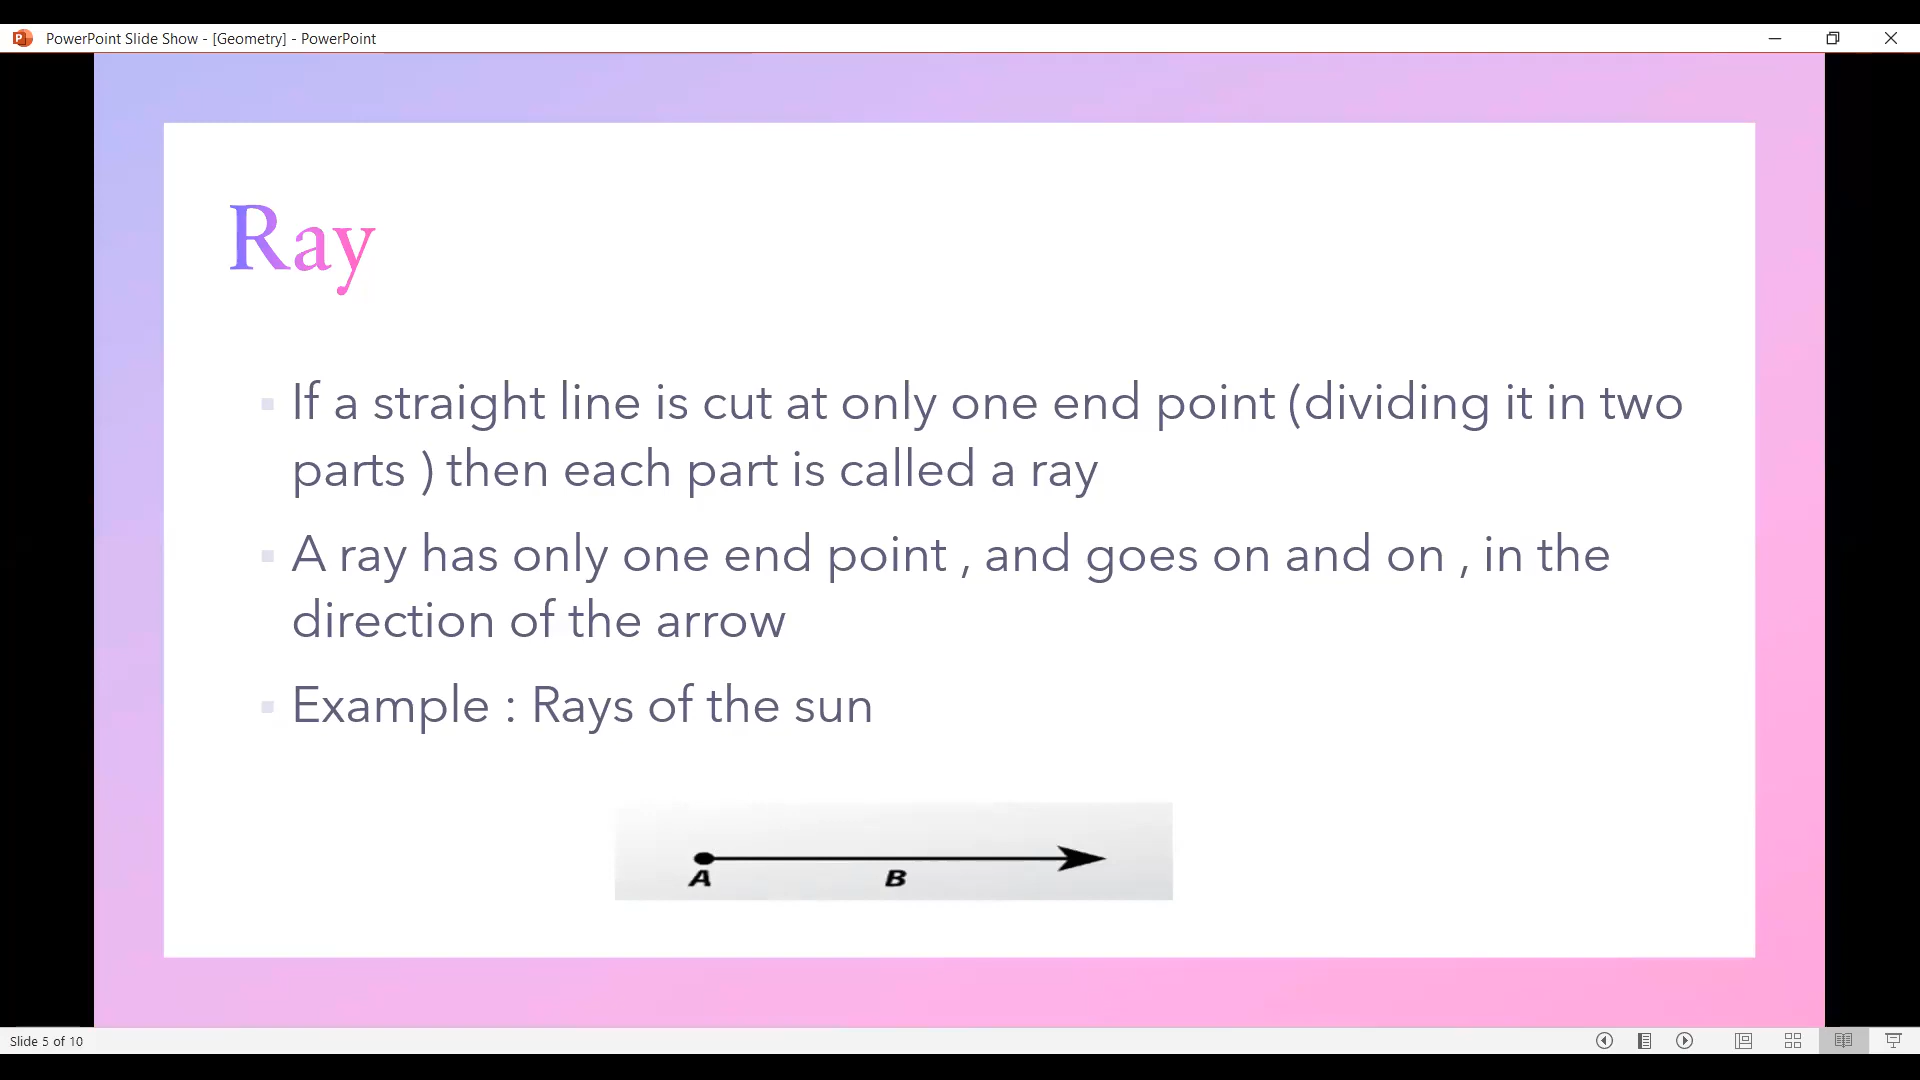 PowerPoint Slide Show - [Geometry] - PowerPoint
Ray
If a straight line is cut at only one end point (dividing it in two
parts ) then each part is called a ray
A ray has only one end point , and goes on and on , in the
direction of the arrow
Example : Rays of the sun
A B
Slide 5 of 10